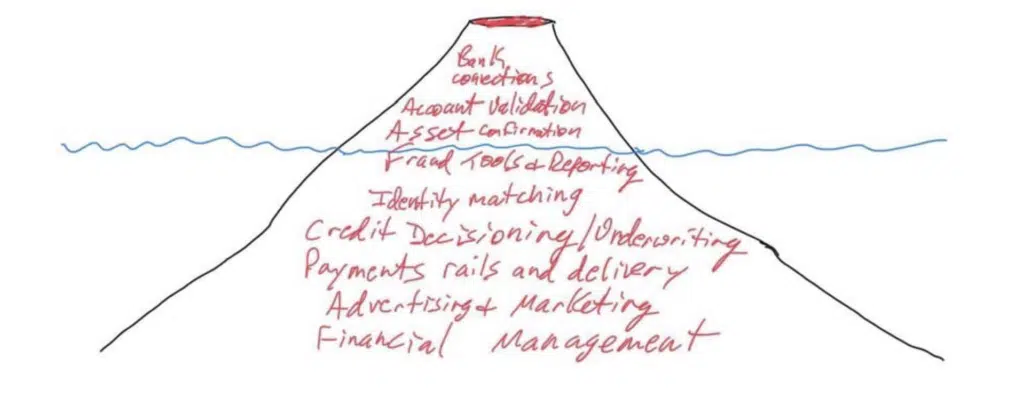 Bank
conections
Account Validation
Asset confirmation
Fraud Tools & Reporting
Identity matching
Credit Decisioning/Underwriting
Payments rails and delivery
Advertising & Marketing
Financial Management